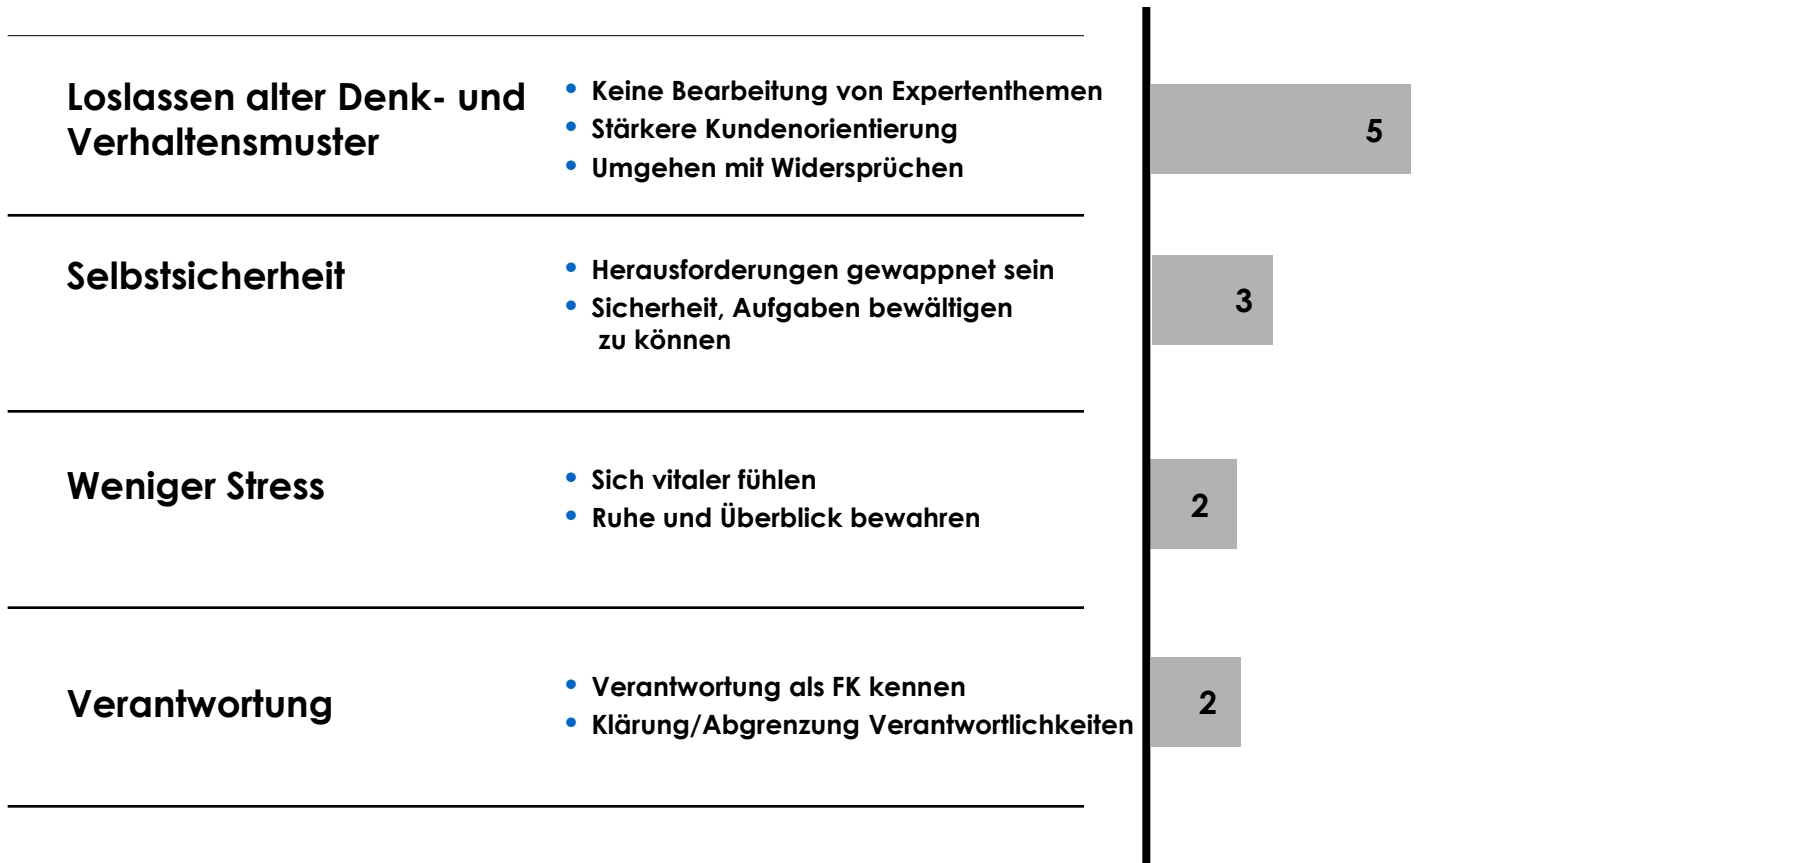 Loslassen alter Denk- und
Verhaltensmuster
• Keine Bearbeitung von Expertenthemen
• Stärkere Kundenorientierung
• Umgehen mit Widersprüchen
5
Selbstsicherheit
• Herausforderungen gewappnet sein
• Sicherheit, Aufgaben bewältigen
zu können
3
Weniger Stress
• Sich vitaler fühlen
• Ruhe und Überblick bewahren
2
Verantwortung
• Verantwortung als FK kennen
• Klärung/Abgrenzung Verantwortlichkeiten
2